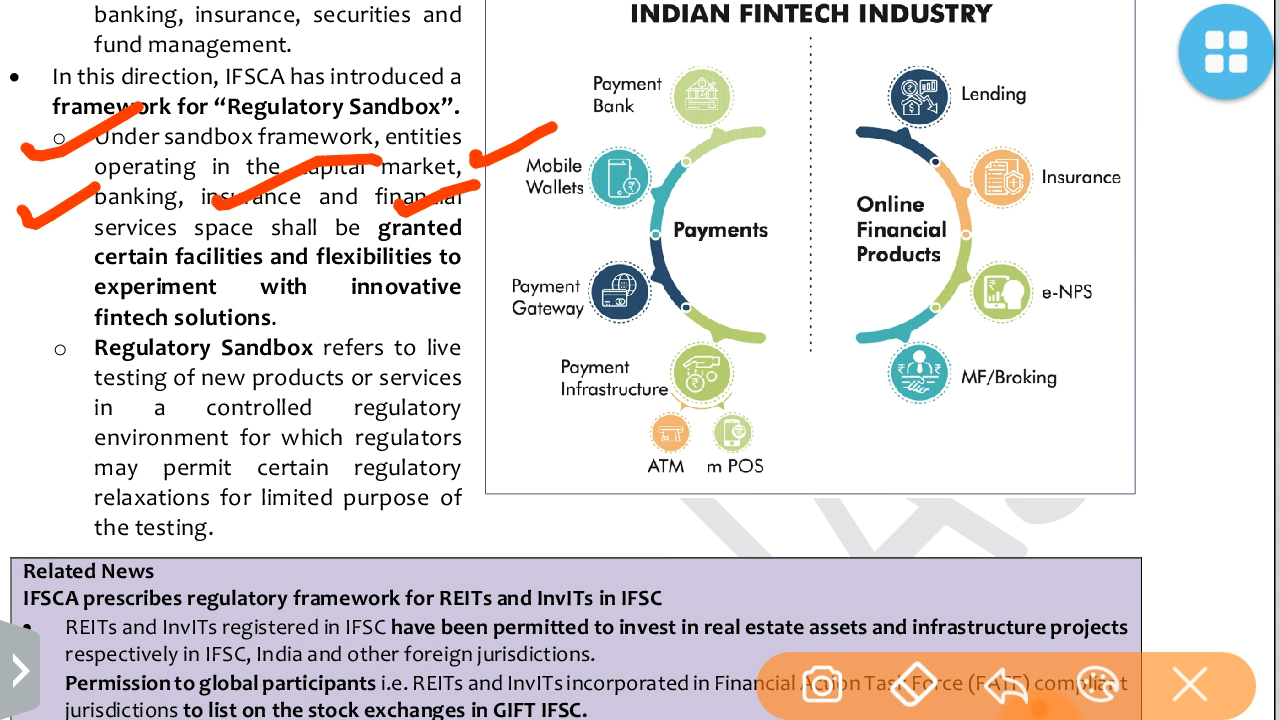 banking, insurance, securities and
fund management.
• In this direction, IFSCA has introduced a
framework for “Regulatory Sandbox”.
o Under sandbox framework, entities
operating in the capital market,
banking, insurance and financial
services space shall be granted
certain facilities and flexibilities to
experiment with innovative
fintech solutions.
o Regulatory Sandbox refers to live
testing of new products or services
in a controlled regulatory
environment for which regulators
may permit certain regulatory
relaxations for limited purpose of
the testing.
INDIAN FINTECH INDUSTRY
Payment
Bank
Mobile
Wallets
Payments
Payment
Gateway
Payment
Infrastructure
ATM
m POS
Lending
Insurance
Online
Financial
Products
e-NPS
MF/Broking
Related News
IFSCA prescribes regulatory framework for REITs and InvITs in IFSC
• REITs and InvITs registered in IFSC have been permitted to invest in real estate assets and infrastructure projects
respectively in IFSC, India and other foreign jurisdictions.
Permission to global participants i.e. REITs and InvITs incorporated in Financial Action Task Force (FATF) compliant
jurisdictions to list on the stock exchanges in GIFT IFSC.